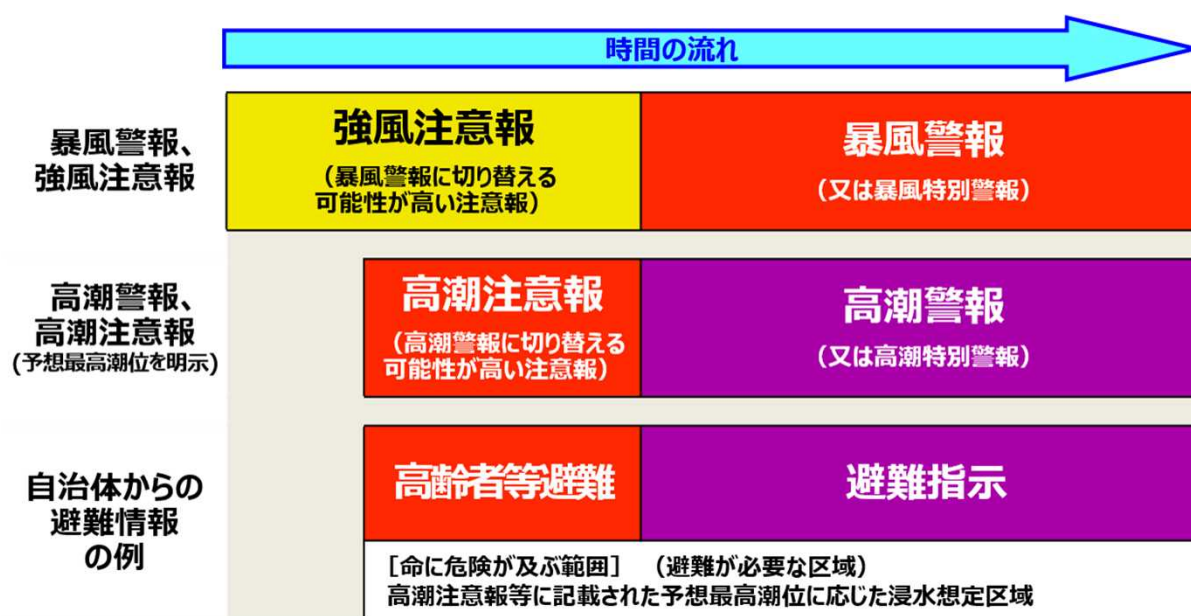 時間の流れ
暴風警報、
強風注意報
強風注意報
（暴風警報に切り替える
可能性が高い注意報）
暴風警報
（又は暴風特別警報）
高潮警報、
高潮注意報
(予想最高潮位を明示)
高潮注意報
（高潮警報に切り替える
可能性が高い注意報）
高潮警報
（又は高潮特別警報）
自治体からの
避難情報
の例
高齢者等避難
避難指示
［命に危険が及ぶ範囲］　（避難が必要な区域）
高潮注意報等に記載された予想最高潮位に応じた浸水想定区域